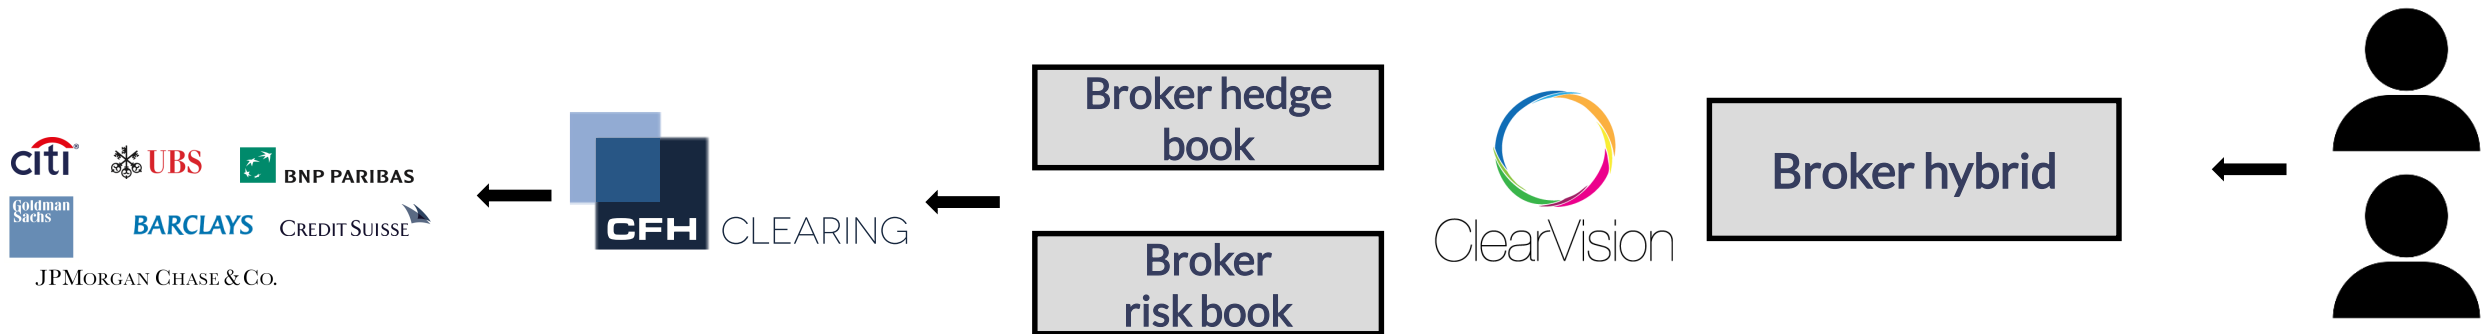 citi
UBS
BNP PARIBAS
Goldman
Sachs
BARCLAYS
CREDIT SUISSE
JPMORGAN CHASE & CO.
CFH CLEARING
Broker hedge
book
Broker
risk book
ClearVision
Broker hybrid